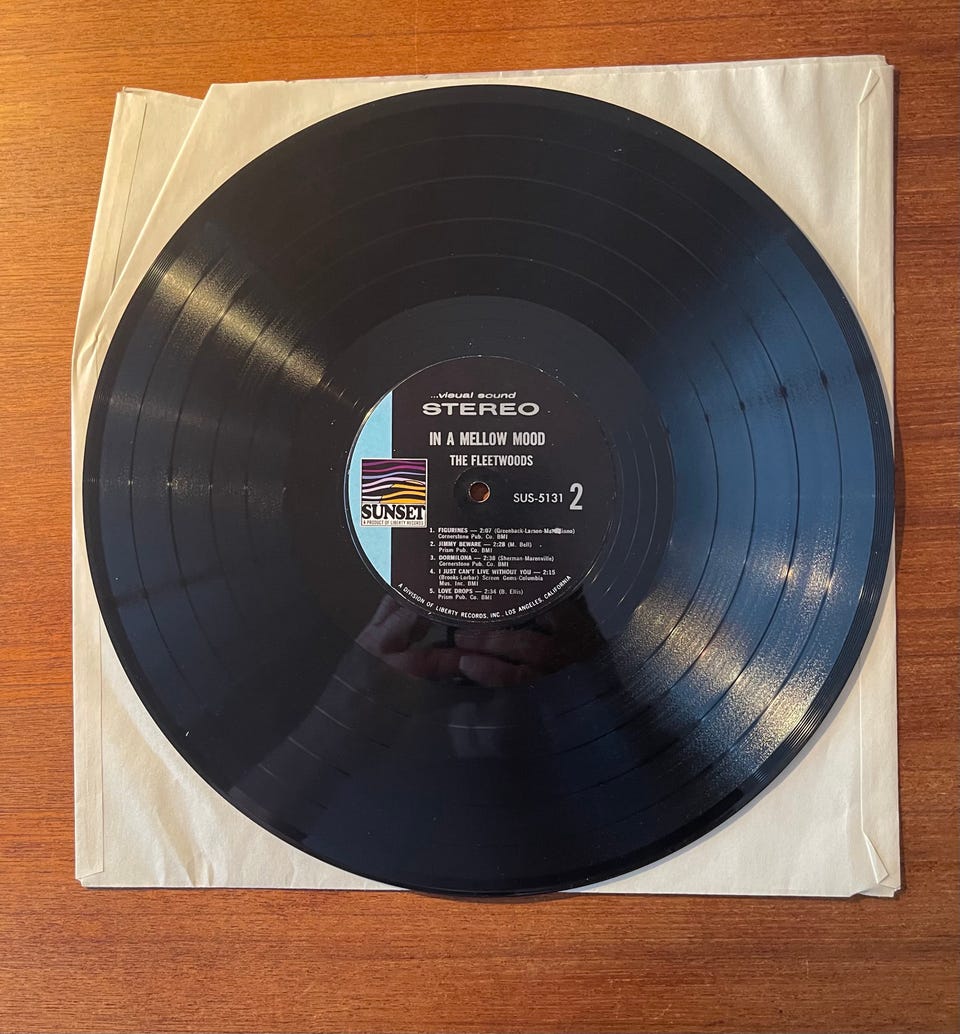 ...visual sound
STEREO
IN A MELLOW MOOD
THE FLEETWOODS
SUS-5131 2
SUNSET
A PRODUCT OF LIBERTY RECORDS
1. FIGURINES — 2:07 (Greenback-Larson-
Cornerstone Pub. Co. BMI
2. JIMMY BEWARE — 2:28 (M. Bell)
Prism Pub. Co. BMI
3. DORMILONA — 2:38 (Sherman-Marenville)
Cornerstone Pub. Co. BMI
4. I JUST CAN'T LIVE WITHOUT YOU — 2:15
(Brooks-Lorber) Screen Gems-Columbia
Mus. Inc. BMI
5. LOVE DROPS — 2:34 (B. Ellis)
Prism Pub. Co. BMI
A DIVISION OF LIBERTY RECORDS, INC., LOS ANGELES, CALIFORNIA